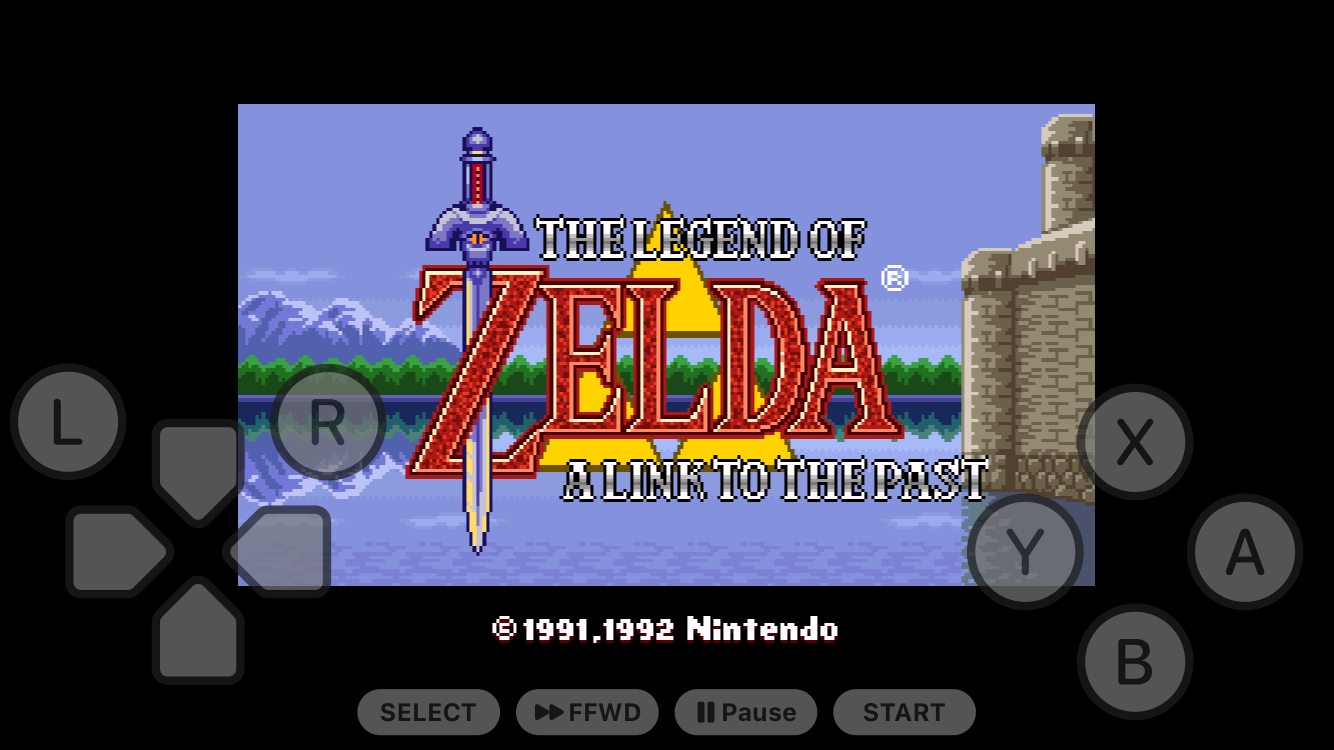 THE LEGEND OF
ZELDA®
A LINK TO THE PAST
L
R
X
Y
A
B
©1991,1992 Nintendo
SELECT
FFWD
Pause
START